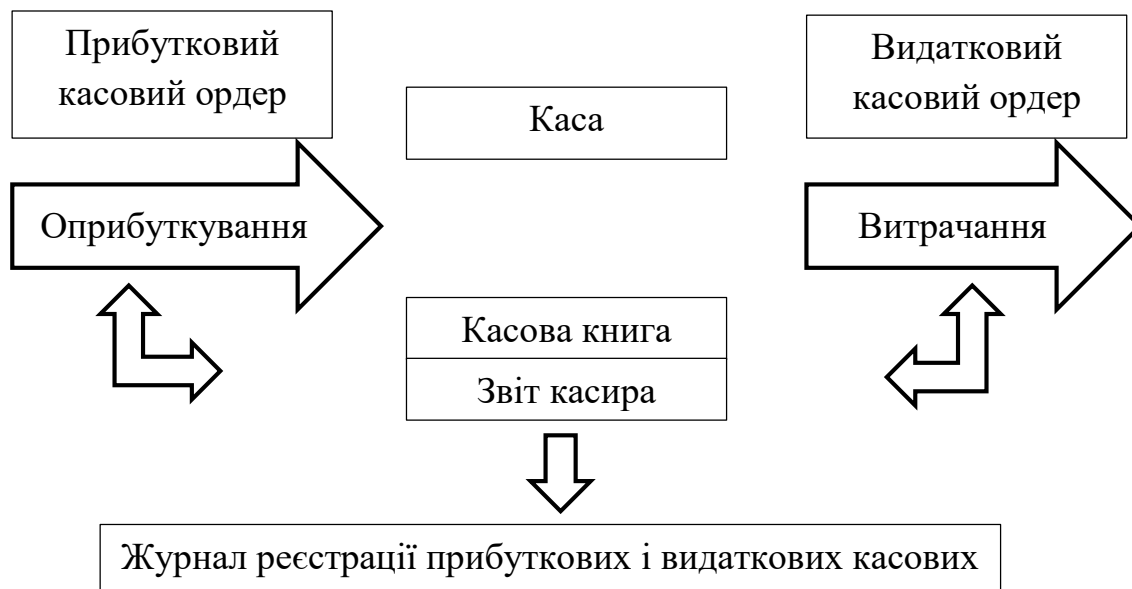 Прибутковий
касовий ордер
Каса
Видатковий
касовий ордер
Оприбуткування
Витрачання
Касова книга
Звіт касира
Журнал реєстрації прибуткових і видаткових касових